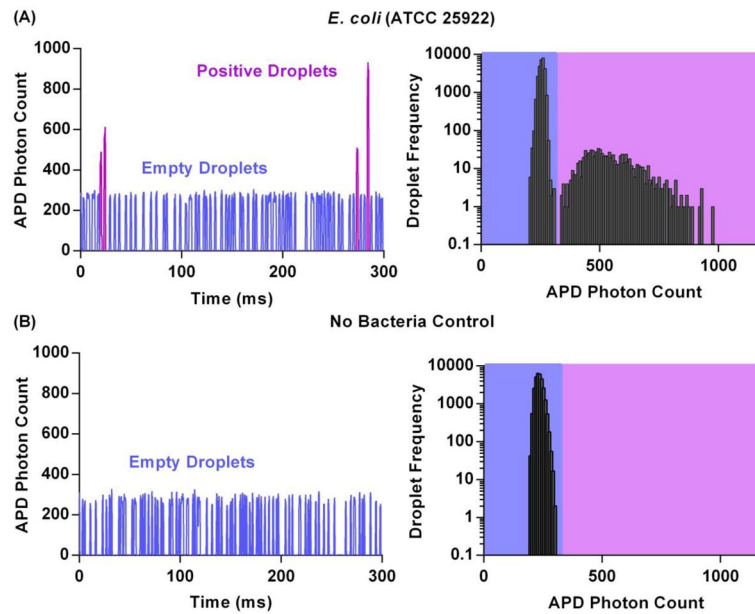 (A)
E. coli (ATCC 25922)
1000
800
600
400
200
0
APD Photon Count
Positive Droplets
Empty Droplets
0
100
200
300
Time (ms)
10000
1000
100
10
1
0.1
Droplet Frequency
0
500
1000
APD Photon Count
(B)
No Bacteria Control
1000
800
600
400
200
0
APD Photon Count
Empty Droplets
0
100
200
300
Time (ms)
10000
1000
100
10
1
0.1
Droplet Frequency
0
500
1000
APD Photon Count